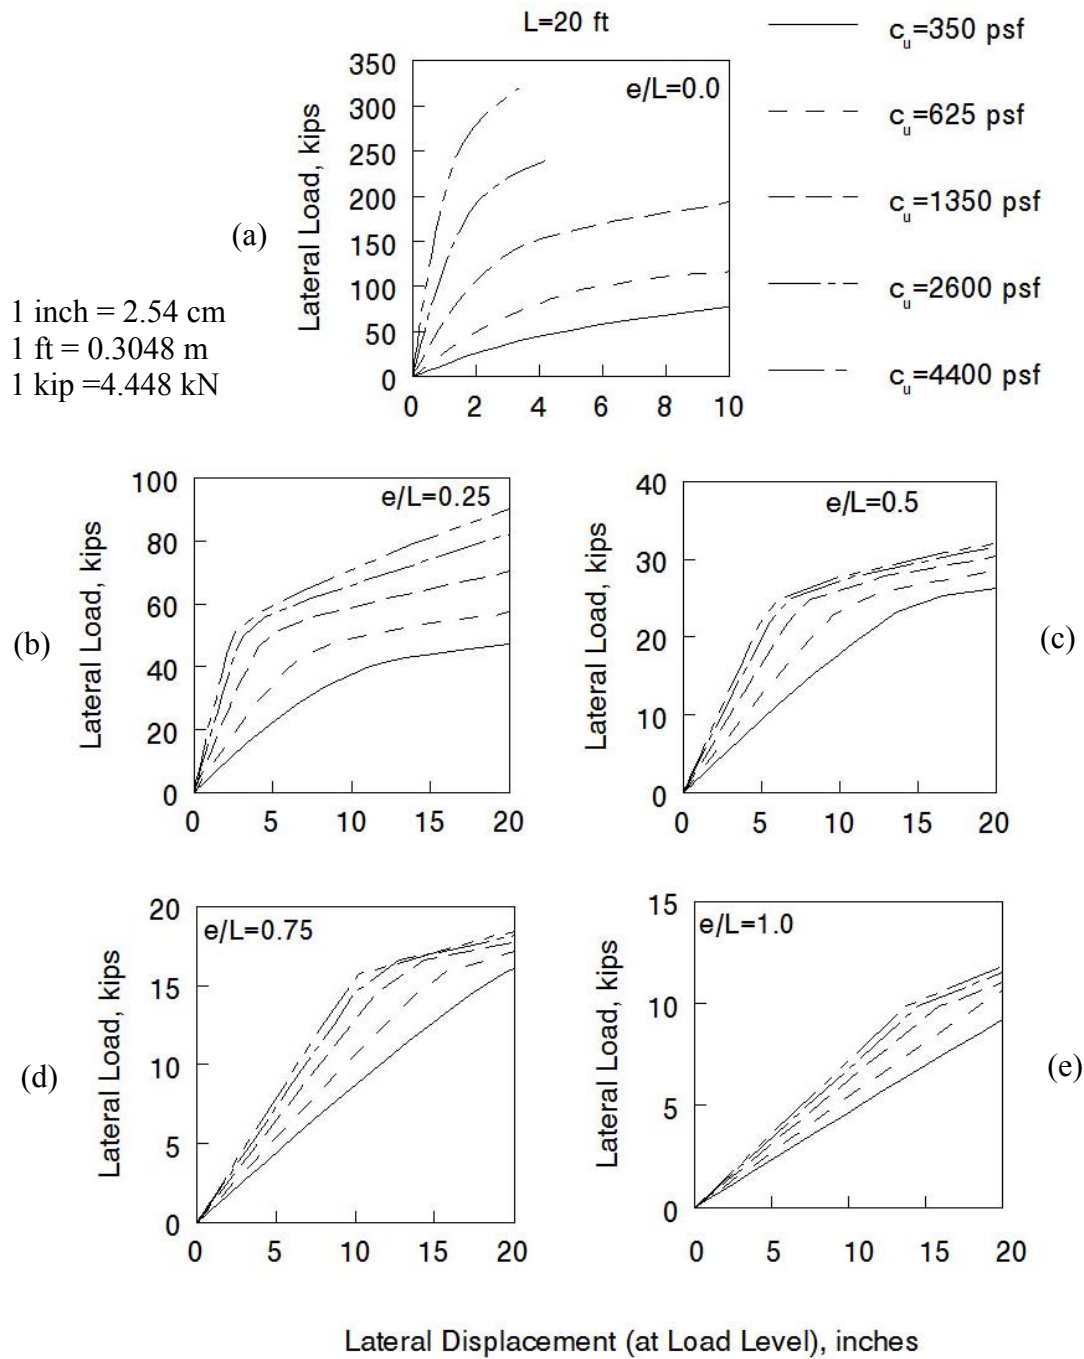 L=20 ft
c_u=350 psf
c_u=625 psf
c_u=1350 psf
c_u=2600 psf
c_u=4400 psf
(a)
Lateral Load, kips
350
300
250
200
150
100
50
0
e/L=0.0
0 2 4 6 8 10
1 inch = 2.54 cm
1 ft = 0.3048 m
1 kip =4.448 kN
(b)
Lateral Load, kips
100
80
60
40
20
0
e/L=0.25
0 5 10 15 20
Lateral Load, kips
40
30
20
10
0
e/L=0.5
0 5 10 15 20
(c)
(d)
Lateral Load, kips
20
15
10
5
0
e/L=0.75
0 5 10 15 20
Lateral Load, kips
15
10
5
0
e/L=1.0
0 5 10 15 20
(e)
Lateral Displacement (at Load Level), inches